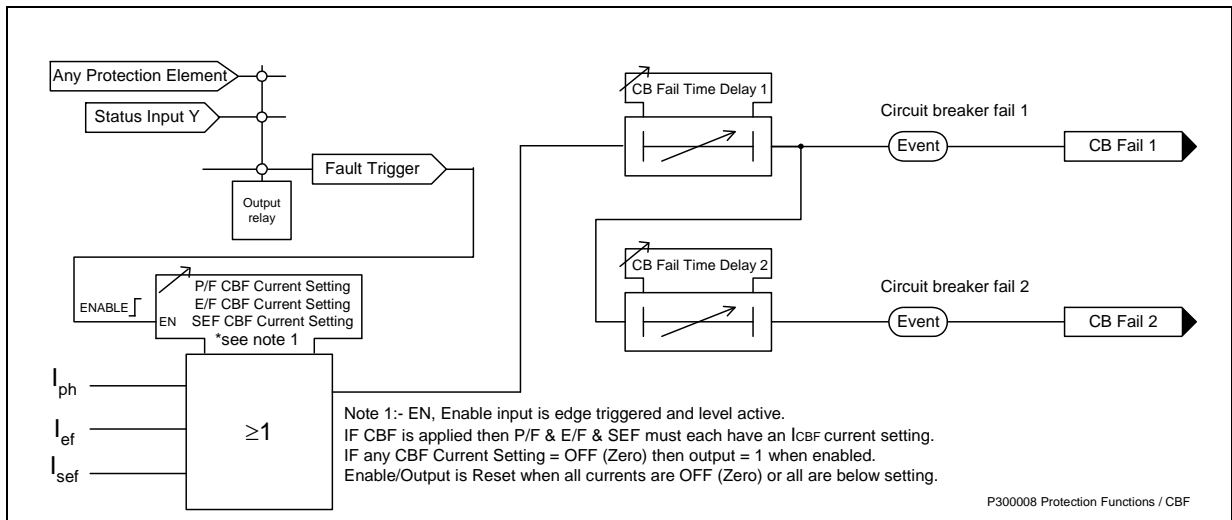 Any Protection Element
Status Input Y
Fault Trigger
Output
relay
ENABLE
EN
P/F CBF Current Setting
E/F CBF Current Setting
SEF CBF Current Setting
*see note 1
Iph
Ief
Isef
≥1
CB Fail Time Delay 1
Circuit breaker fail 1
Event
CB Fail 1
CB Fail Time Delay 2
Circuit breaker fail 2
Event
CB Fail 2
Note 1:- EN, Enable input is edge triggered and level active.
IF CBF is applied then P/F & E/F & SEF must each have an ICBF current setting.
IF any CBF Current Setting = OFF (Zero) then output = 1 when enabled.
Enable/Output is Reset when all currents are OFF (Zero) or all are below setting.
P300008 Protection Functions / CBF